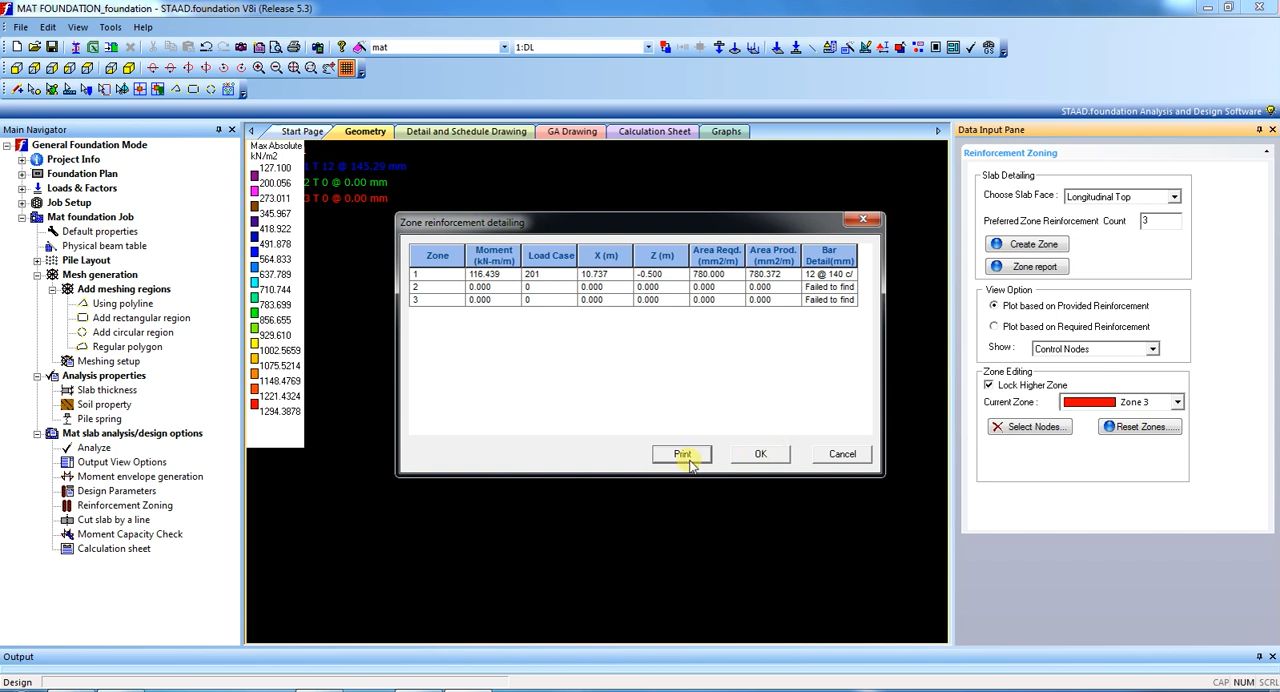 MAT FOUNDATION_foundation - STAAD.foundation V8i (Release 5.3)
File Edit View Tools Help
mat 1:DL
STAAD.foundation Analysis and Design Software
Main Navigator
General Foundation Mode
Project Info
Foundation Plan
Loads & Factors
Job Setup
Mat foundation Job
Default properties
Physical beam table
Pile Layout
Mesh generation
Add meshing regions
Using polyline
Add rectangular region
Add circular region
Regular polygon
Meshing setup
Analysis properties
Slab thickness
Soil property
Pile spring
Mat slab analysis/design options
Analyze
Output View Options
Moment envelope generation
Design Parameters
Reinforcement Zoning
Cut slab by a line
Moment Capacity Check
Calculation sheet
Start Page Geometry Detail and Schedule Drawing GA Drawing Calculation Sheet Graphs
Max Absolute
kN/m2
127.100
200.056
273.011
345.967
418.922
491.878
564.833
637.789
710.744
783.699
856.655
929.610
1002.5659
1075.5214
1148.4769
1221.4324
1294.3878
1 T 12 @ 145.29 mm
2 T 0 @ 0.00 mm
3 T 0 @ 0.00 mm
Zone reinforcement detailing
Zone Moment (kN-m/m) Load Case X (m) Z (m) Area Reqd. (mm2/m) Area Prod. (mm2/m) Bar Detail(mm)
1 116.439 201 10.737 -0.500 780.000 780.372 12 @ 140 c/
2 0.000 0 0.000 0.000 0.000 0.000 Failed to find
3 0.000 0 0.000 0.000 0.000 0.000 Failed to find
Print OK Cancel
Data Input Pane
Reinforcement Zoning
Slab Detailing
Choose Slab Face : Longitudinal Top
Preferred Zone Reinforcement Count 3
Create Zone
Zone report
View Option
Plot based on Provided Reinforcement
Plot based on Required Reinforcement
Show : Control Nodes
Zone Editing
Lock Higher Zone
Current Zone : Zone 3
Select Nodes... Reset Zones......
Output
Design CAP NUM SCRL